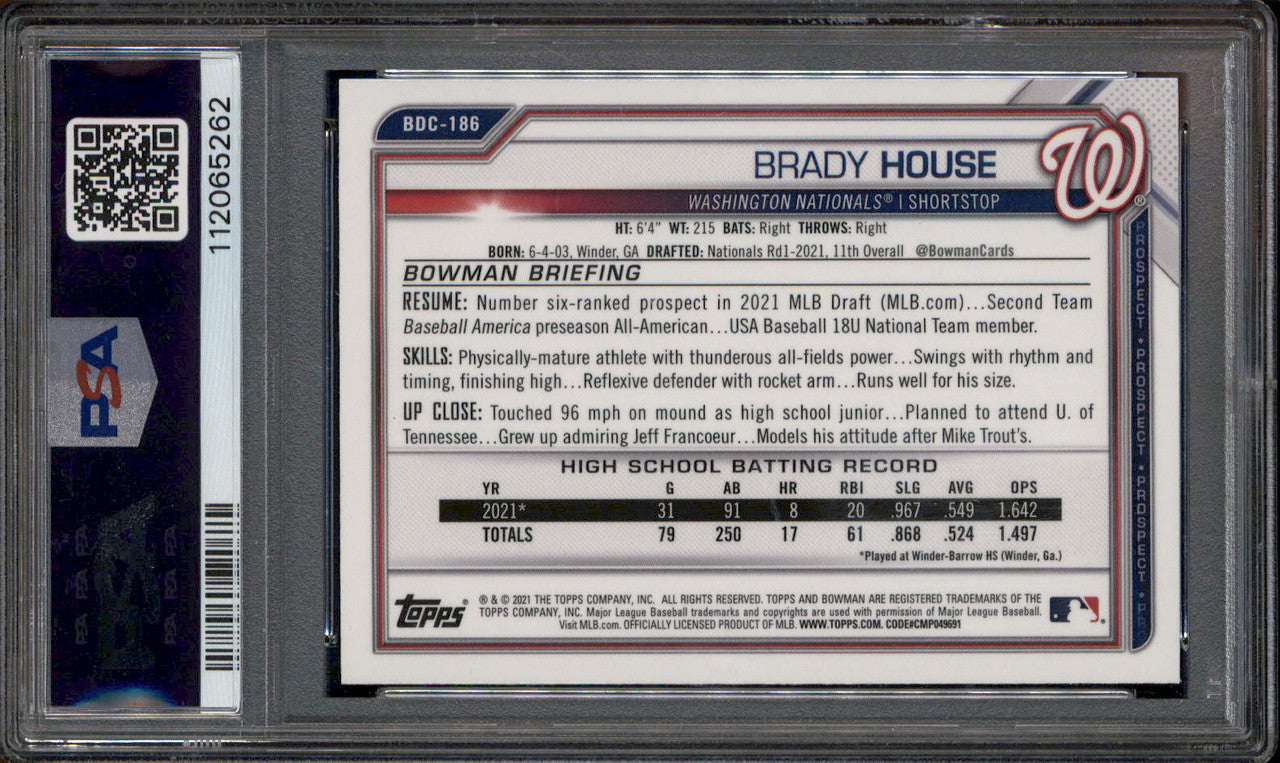 112065262
PSA
BDC-186
BRADY HOUSE
W
WASHINGTON NATIONALS® | SHORTSTOP
HT: 6'4" WT: 215 BATS: Right THROWS: Right
BORN: 6-4-03, Winder, GA DRAFTED: Nationals Rd1-2021, 11th Overall @BowmanCards
BOWMAN BRIEFING
RESUME: Number six-ranked prospect in 2021 MLB Draft (MLB.com)...Second Team
Baseball America preseason All-American...USA Baseball 18U National Team member.
SKILLS: Physically-mature athlete with thunderous all-fields power...Swings with rhythm and
timing, finishing high...Reflexive defender with rocket arm...Runs well for his size.
UP CLOSE: Touched 96 mph on mound as high school junior...Planned to attend U. of
Tennessee...Grew up admiring Jeff Francoeur...Models his attitude after Mike Trout's.
HIGH SCHOOL BATTING RECORD
YR G AB HR RBI SLG AVG OPS
2021* 31 91 8 20 .967 .549 1.642
TOTALS 79 250 17 61 .868 .524 1.497
*Played at Winder-Barrow HS (Winder, Ga.)
PROSPECT • PROSPECT • PROSPECT • PR
TOPPS®
® & © 2021 THE TOPPS COMPANY, INC. ALL RIGHTS RESERVED. TOPPS AND BOWMAN ARE REGISTERED TRADEMARKS OF THE
TOPPS COMPANY, INC. Major League Baseball trademarks and copyrights are used with permission of Major League Baseball.
Visit MLB.com. OFFICIALLY LICENSED PRODUCT OF MLB. WWW.TOPPS.COM. CODE#CMP049691